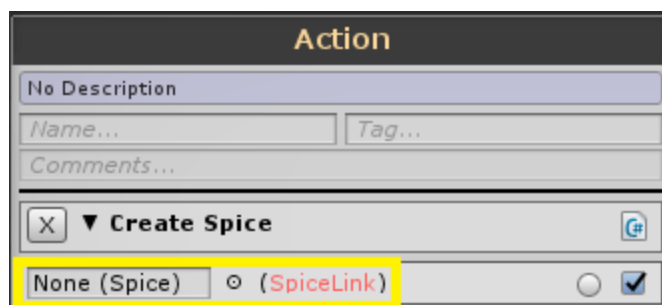 Action
No Description
Name... Tag...
Comments...
X ▼ Create Spice C#
None (Spice) ⊙ (SpiceLink)